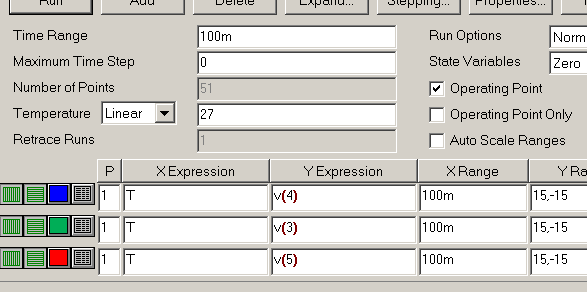 Run Add Delete Expand... Stepping... Properties...
Time Range 100m Run Options Norm
Maximum Time Step 0 State Variables Zero
Number of Points 51 Operating Point
Temperature Linear 27 Operating Point Only
Retrace Runs 1 Auto Scale Ranges
P X Expression Y Expression X Range Y Ra
1 T v(4) 100m 15,-15
1 T v(3) 100m 15,-15
1 T v(5) 100m 15,-15